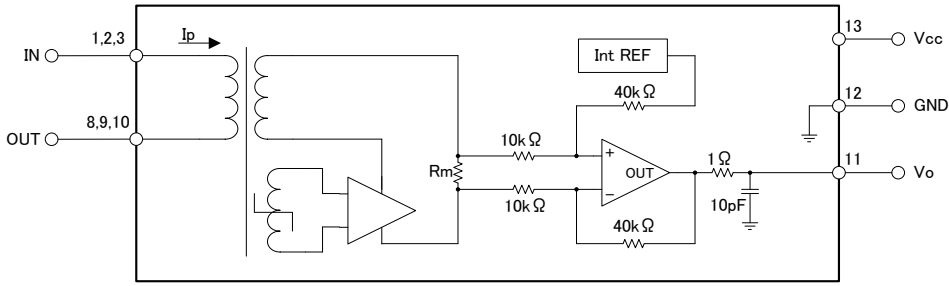 1,2,3
Ip
IN
8,9,10
OUT
Int REF
40kΩ
10kΩ
Rm
10kΩ
+
−
OUT
40kΩ
1Ω
10pF
13
Vcc
12
GND
11
Vo